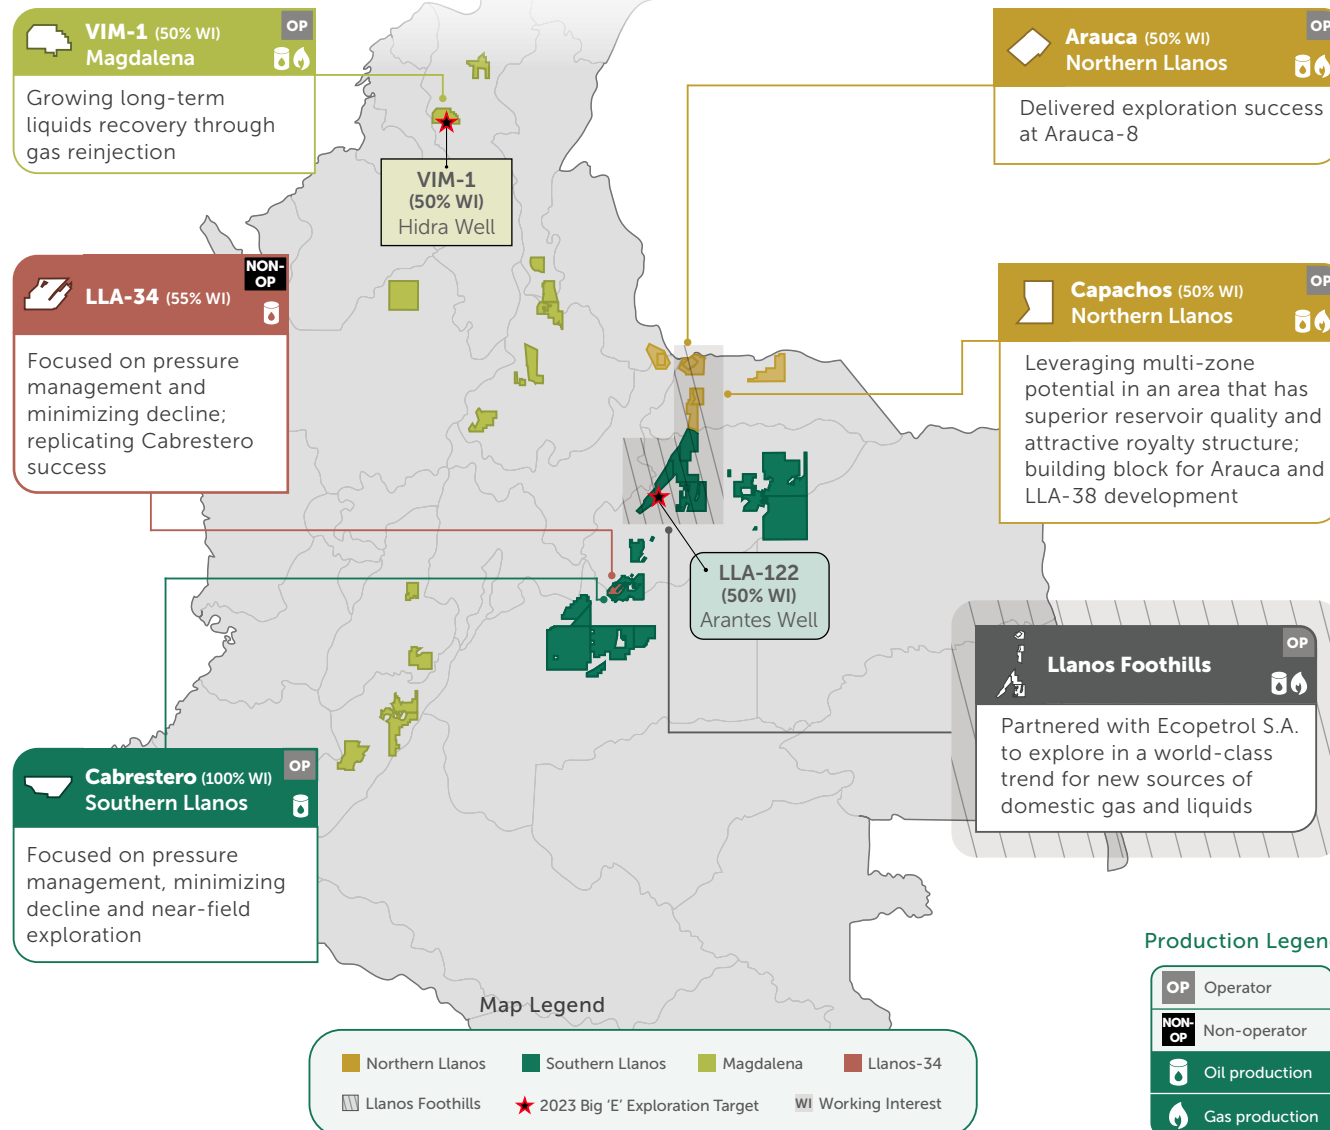 VIM-1 (50% WI)
Magdalena
OP
Growing long-term
liquids recovery through
gas reinjection
Arauca (50% WI)
Northern Llanos
OP
Delivered exploration success
at Arauca-8
VIM-1
(50% WI)
Hidra Well
LLA-34 (55% WI)
NON-
OP
Focused on pressure
management and
minimizing decline;
replicating Cabrestero
success
Capachos (50% WI)
Northern Llanos
OP
Leveraging multi-zone
potential in an area that has
superior reservoir quality and
attractive royalty structure;
building block for Arauca and
LLA-38 development
LLA-122
(50% WI)
Arantes Well
Llanos Foothills
OP
Partnered with Ecopetrol S.A.
to explore in a world-class
trend for new sources of
domestic gas and liquids
Cabrestero (100% WI)
Southern Llanos
OP
Focused on pressure
management, minimizing
decline and near-field
exploration
Map Legend
Northern Llanos
Southern Llanos
Magdalena
Llanos-34
Llanos Foothills
2023 Big ‘E’ Exploration Target
WI Working Interest
Production Legen
OP Operator
NON-
OP Non-operator
Oil production
Gas production